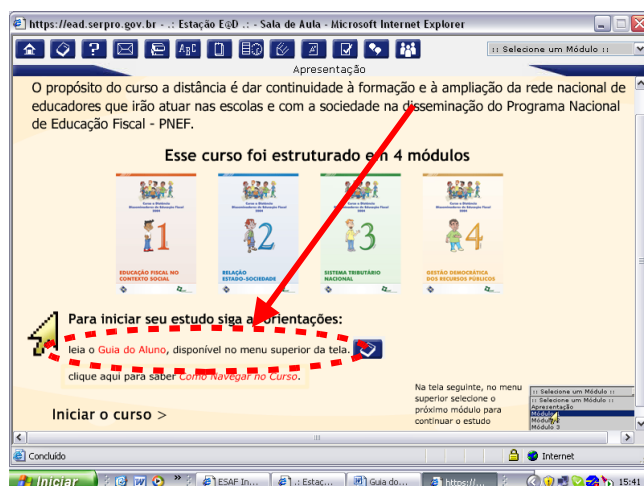 https://ead.serpro.gov.br - .: Estação E@D .: - Sala de Aula - Microsoft Internet Explorer
:: Selecione um Módulo ::
Apresentação
O propósito do curso a distância é dar continuidade à formação e à ampliação da rede nacional de
educadores que irão atuar nas escolas e com a sociedade na disseminação do Programa Nacional
de Educação Fiscal - PNEF.
Esse curso foi estruturado em 4 módulos
1 2 3 4
EDUCAÇÃO FISCAL NO CONTEXTO SOCIAL
RELAÇÃO ESTADO-SOCIEDADE
SISTEMA TRIBUTÁRIO NACIONAL
GESTÃO DEMOCRÁTICA DOS RECURSOS PÚBLICOS
Para iniciar seu estudo siga as orientações:
leia o Guia do Aluno, disponível no menu superior da tela.
clique aqui para saber Como Navegar no Curso.
Iniciar o curso >
Na tela seguinte, no menu
superior selecione o
próximo módulo para
continuar o estudo
:: Selecione um Módulo ::
:: Selecione um Módulo ::
Apresentação
Módulo
Módulo 2
Módulo 3
Concluído
Internet
Iniciar
ESAF In...
.: Estaç...
Guia do...
https://...